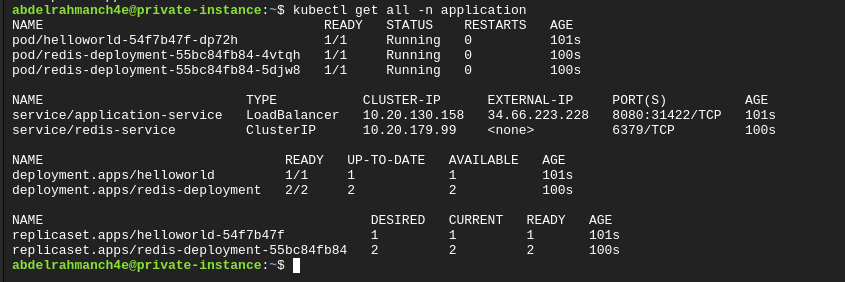 abdelrahmanch4e@private-instance:~$ kubectl get all -n application
NAME                                    READY   STATUS    RESTARTS   AGE
pod/helloworld-54f7b47f-dp72h           1/1     Running   0          101s
pod/redis-deployment-55bc84fb84-4vtqh   1/1     Running   0          100s
pod/redis-deployment-55bc84fb84-5djw8   1/1     Running   0          100s

NAME                          TYPE           CLUSTER-IP      EXTERNAL-IP     PORT(S)          AGE
service/application-service   LoadBalancer   10.20.130.158   34.66.223.228   8080:31422/TCP   101s
service/redis-service         ClusterIP      10.20.179.99    <none>          6379/TCP         100s

NAME                               READY   UP-TO-DATE   AVAILABLE   AGE
deployment.apps/helloworld         1/1     1            1           101s
deployment.apps/redis-deployment   2/2     2            2           100s

NAME                                          DESIRED   CURRENT   READY   AGE
replicaset.apps/helloworld-54f7b47f           1         1         1       101s
replicaset.apps/redis-deployment-55bc84fb84   2         2         2       100s
abdelrahmanch4e@private-instance:~$